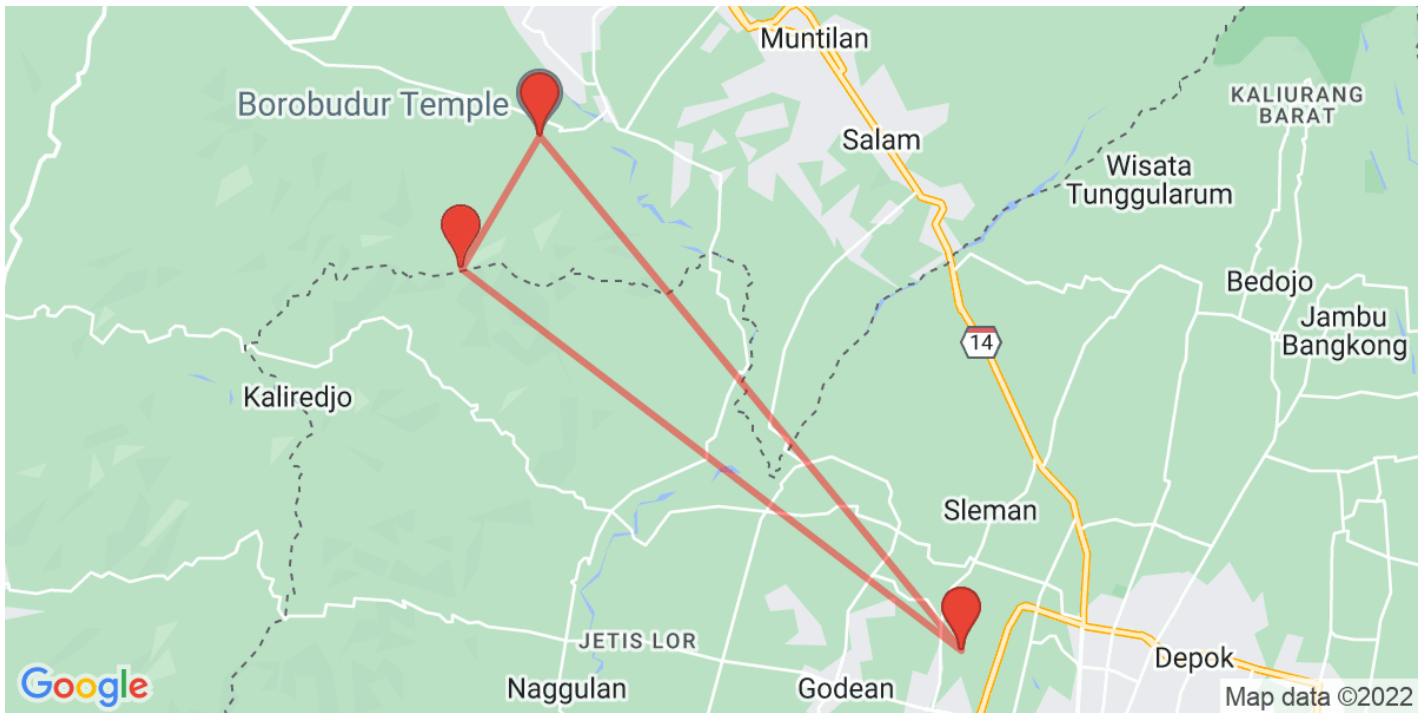 Muntilan
Borobudur Temple
KALIURANG
BARAT
Salam
Wisata
Tunggularum
Bedojo
Jambu
Bangkong
14
Kaliredjo
Sleman
JETIS LOR
Depok
Naggulan
Godean
Google
Map data ©2022